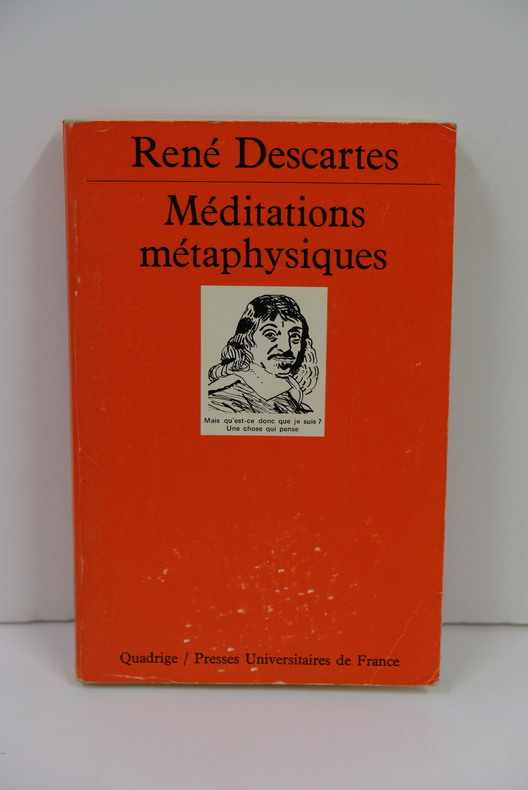 René Descartes
Méditations
métaphysiques
Mais qu'est-ce donc que je suis ?
Une chose qui pense
Quadrige / Presses Universitaires de France